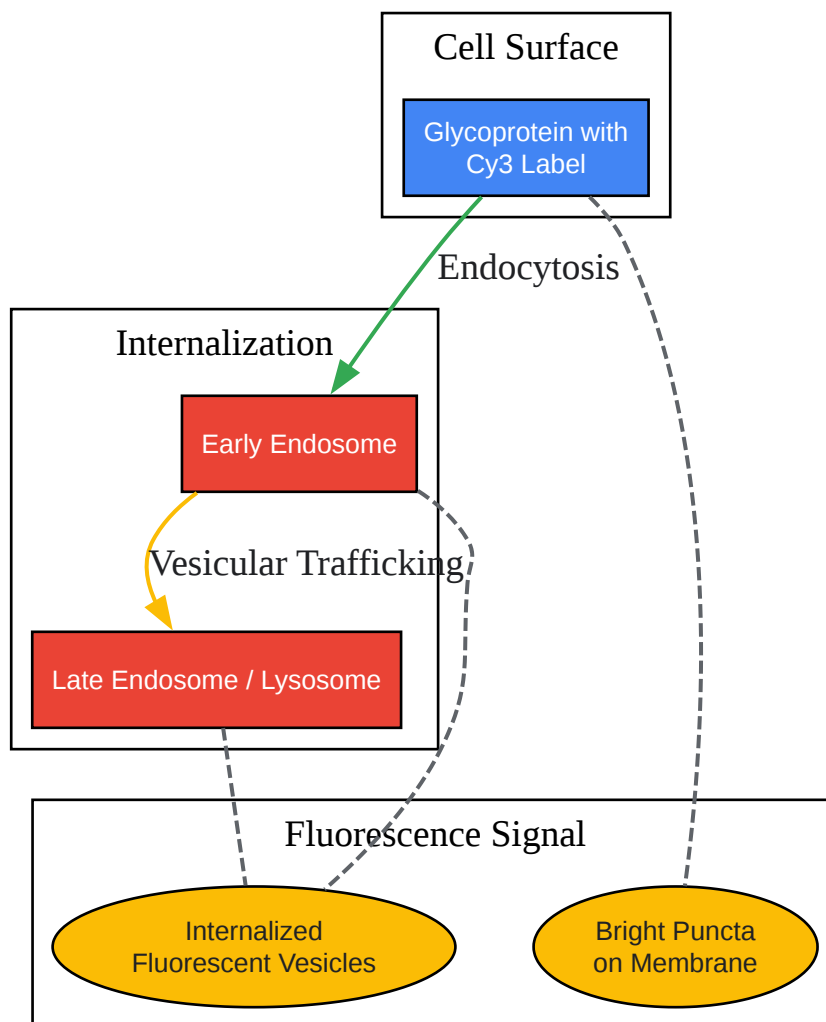 Cell Surface
Glycoprotein with
Cy3 Label
Endocytosis
Internalization
Early Endosome
Vesicular Trafficking
Late Endosome / Lysosome
Fluorescence Signal
Internalized
Fluorescent Vesicles
Bright Puncta
on Membrane